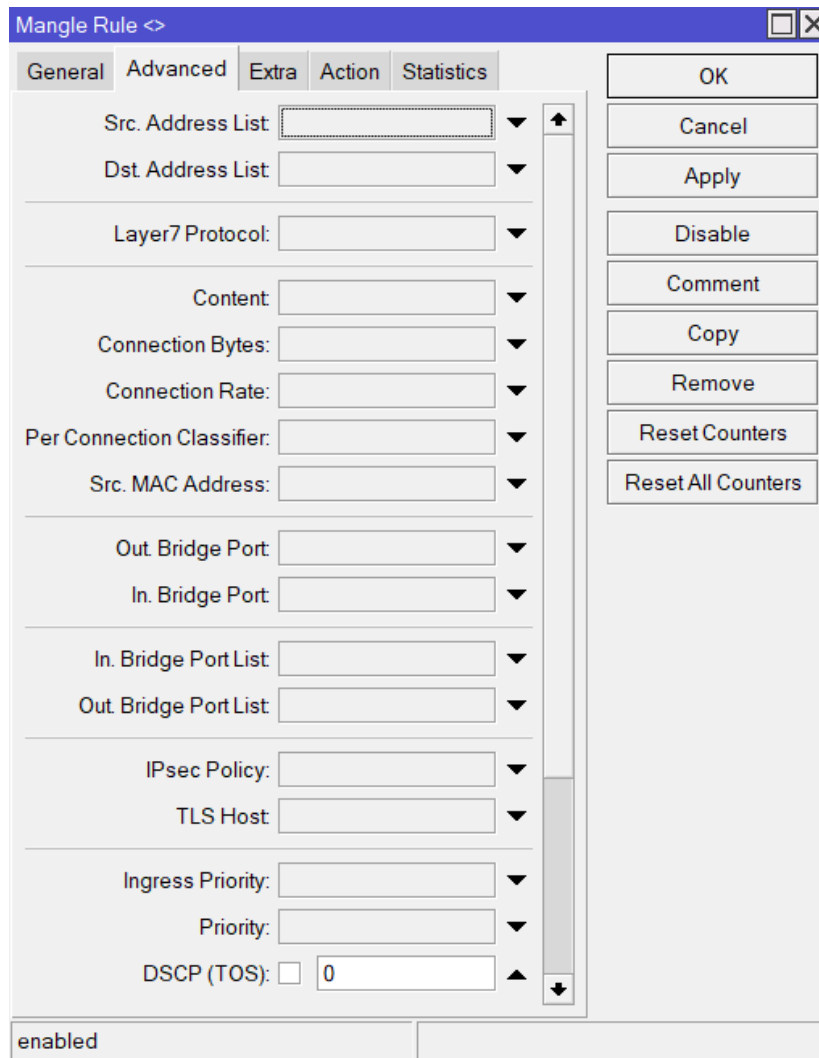 Mangle Rule <>
General Advanced Extra Action Statistics
Src. Address List:
Dst. Address List:
Layer7 Protocol:
Content:
Connection Bytes:
Connection Rate:
Per Connection Classifier:
Src. MAC Address:
Out. Bridge Port:
In. Bridge Port:
In. Bridge Port List:
Out. Bridge Port List:
IPsec Policy:
TLS Host:
Ingress Priority:
Priority:
DSCP (TOS): 0
OK
Cancel
Apply
Disable
Comment
Copy
Remove
Reset Counters
Reset All Counters
enabled